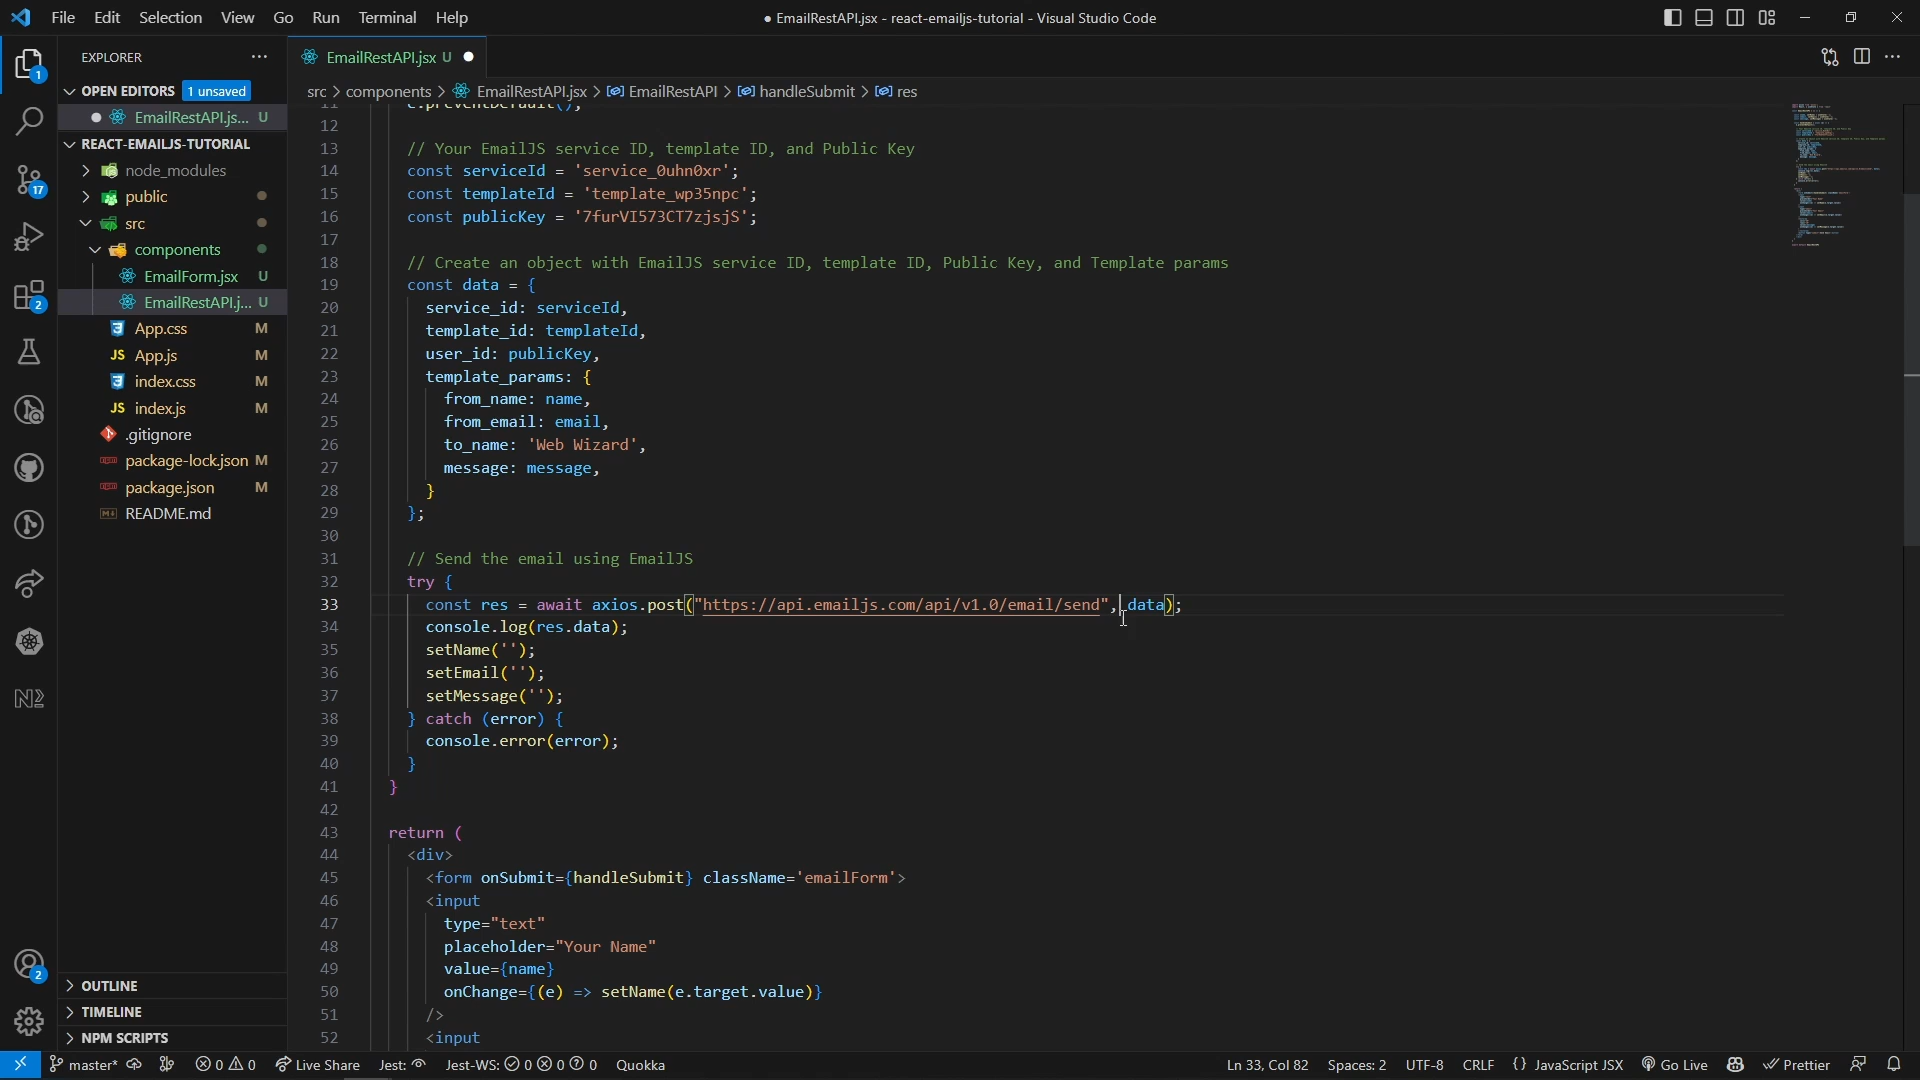 File Edit Selection View Go Run Terminal Help
● EmailRestAPI.jsx - react-emailjs-tutorial - Visual Studio Code
EXPLORER
OPEN EDITORS 1 unsaved
EmailRestAPI.js... U
REACT-EMAILJS-TUTORIAL
node_modules
public
src
components
EmailForm.jsx U
EmailRestAPI.j... U
App.css M
JS App.js M
index.css M
JS index.js M
.gitignore
package-lock.json M
package.json M
README.md
OUTLINE
TIMELINE
NPM SCRIPTS
1
17
2
2
EmailRestAPI.jsx U
src > components > EmailRestAPI.jsx > EmailRestAPI > handleSubmit > res
11 e.preventDefault();
12
13 // Your EmailJS service ID, template ID, and Public Key
14 const serviceId = 'service_0uhn0xr';
15 const templateId = 'template_wp35npc';
16 const publicKey = '7furVI573CT7zjsjS';
17
18 // Create an object with EmailJS service ID, template ID, Public Key, and Template params
19 const data = {
20 service_id: serviceId,
21 template_id: templateId,
22 user_id: publicKey,
23 template_params: {
24 from_name: name,
25 from_email: email,
26 to_name: 'Web Wizard',
27 message: message,
28 }
29 };
30
31 // Send the email using EmailJS
32 try {
33 const res = await axios.post("https://api.emailjs.com/api/v1.0/email/send", data);
34 console.log(res.data);
35 setName('');
36 setEmail('');
37 setMessage('');
38 } catch (error) {
39 console.error(error);
40 }
41 }
42
43 return (
44 <div>
45 <form onSubmit={handleSubmit} className='emailForm'>
46 <input
47 type="text"
48 placeholder="Your Name"
49 value={name}
50 onChange={(e) => setName(e.target.value)}
51 />
52 <input
master* 0 0 Live Share Jest: Jest-WS: 0 0 0 Quokka Ln 33, Col 82 Spaces: 2 UTF-8 CRLF {} JavaScript JSX Go Live Prettier